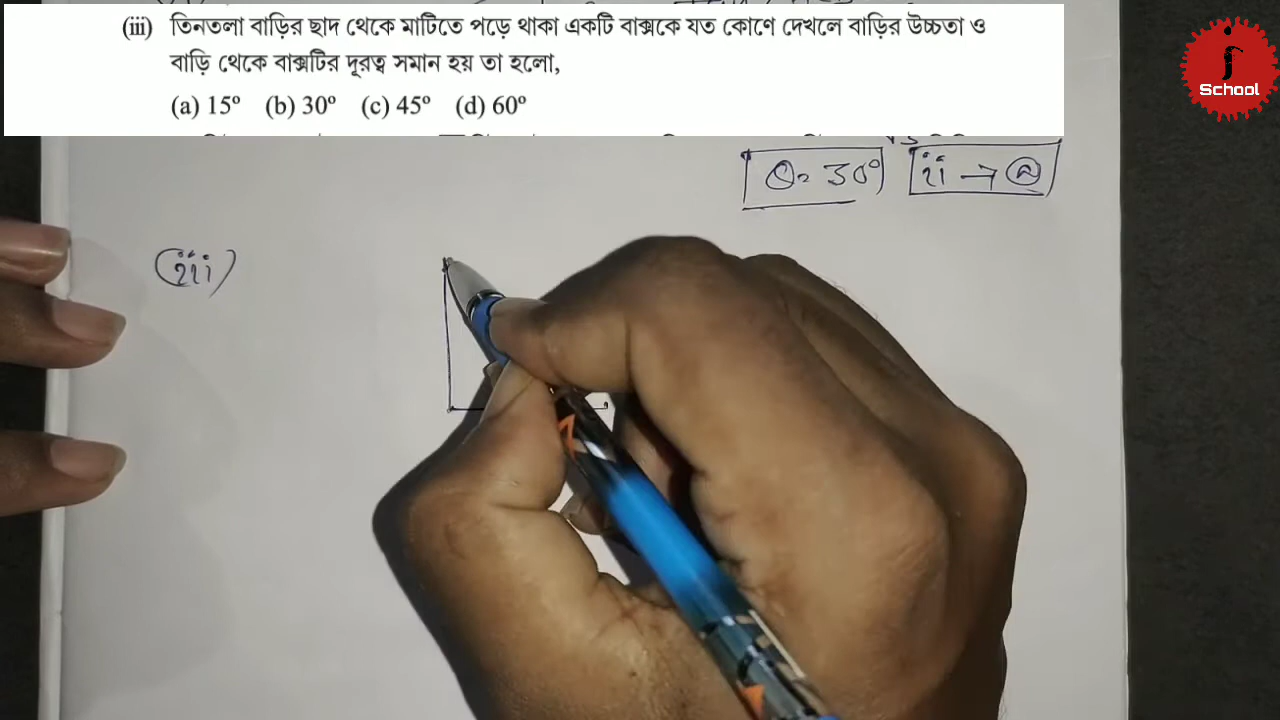 (iii) তিনতলা বাড়ির ছাদ থেকে মাটিতে পড়ে থাকা একটি বাক্সকে যত কোণে দেখলে বাড়ির উচ্চতা ও
বাড়ি থেকে বাক্সটির দূরত্ব সমান হয় তা হলো,
(a) 15° (b) 30° (c) 45° (d) 60°
School
θ = 30° ii →
(iii)